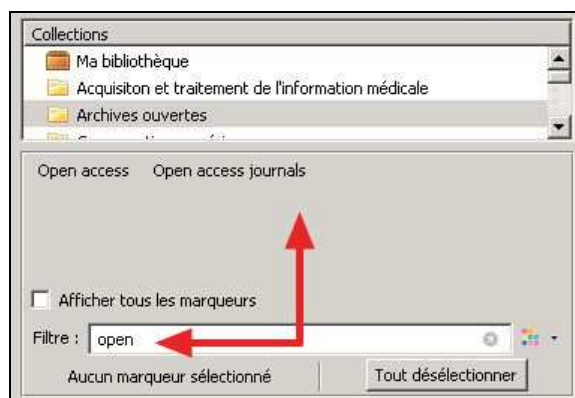 Collections
Ma bibliothèque
Acquisiton et traitement de l'information médicale
Archives ouvertes
Open access Open access journals
Afficher tous les marqueurs
Filtre : open
Aucun marqueur sélectionné Tout désélectionner